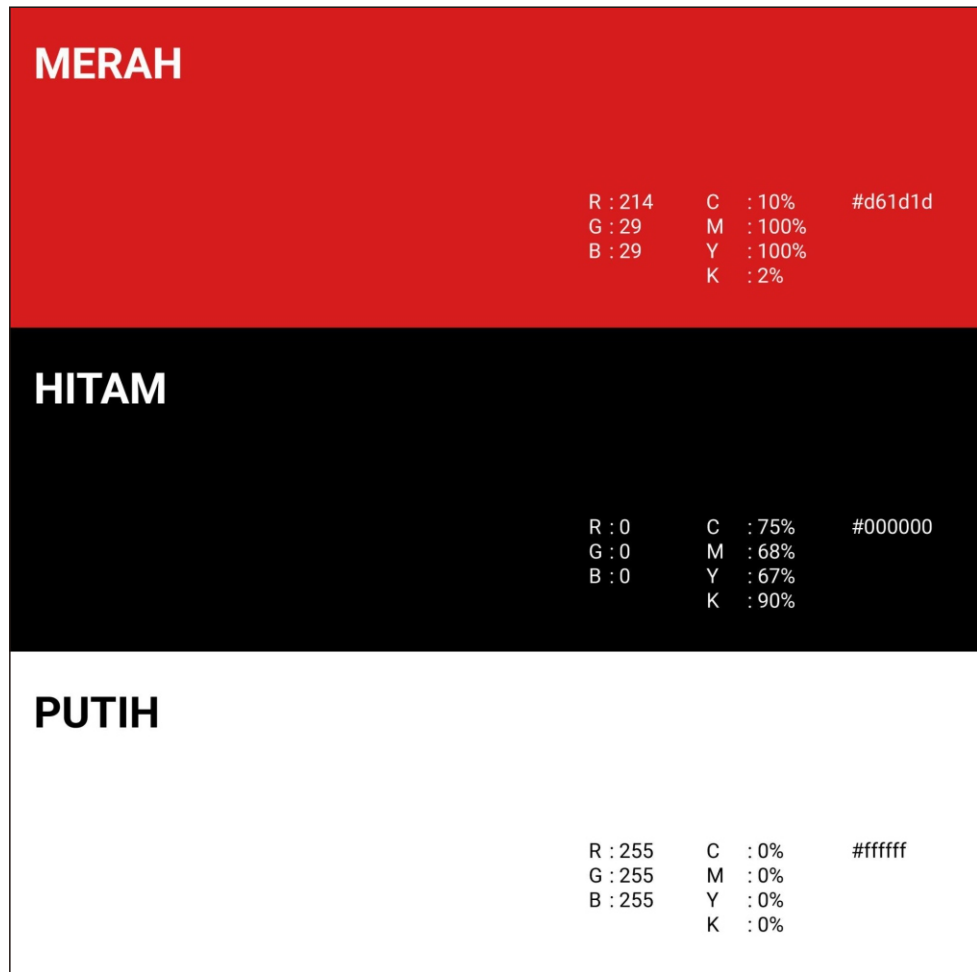 MERAH
R : 214 C : 10% #d61d1d
G : 29 M : 100%
B : 29 Y : 100%
K : 2%
HITAM
R : 0 C : 75% #000000
G : 0 M : 68%
B : 0 Y : 67%
K : 90%
PUTIH
R : 255 C : 0% #ffffff
G : 255 M : 0%
B : 255 Y : 0%
K : 0%